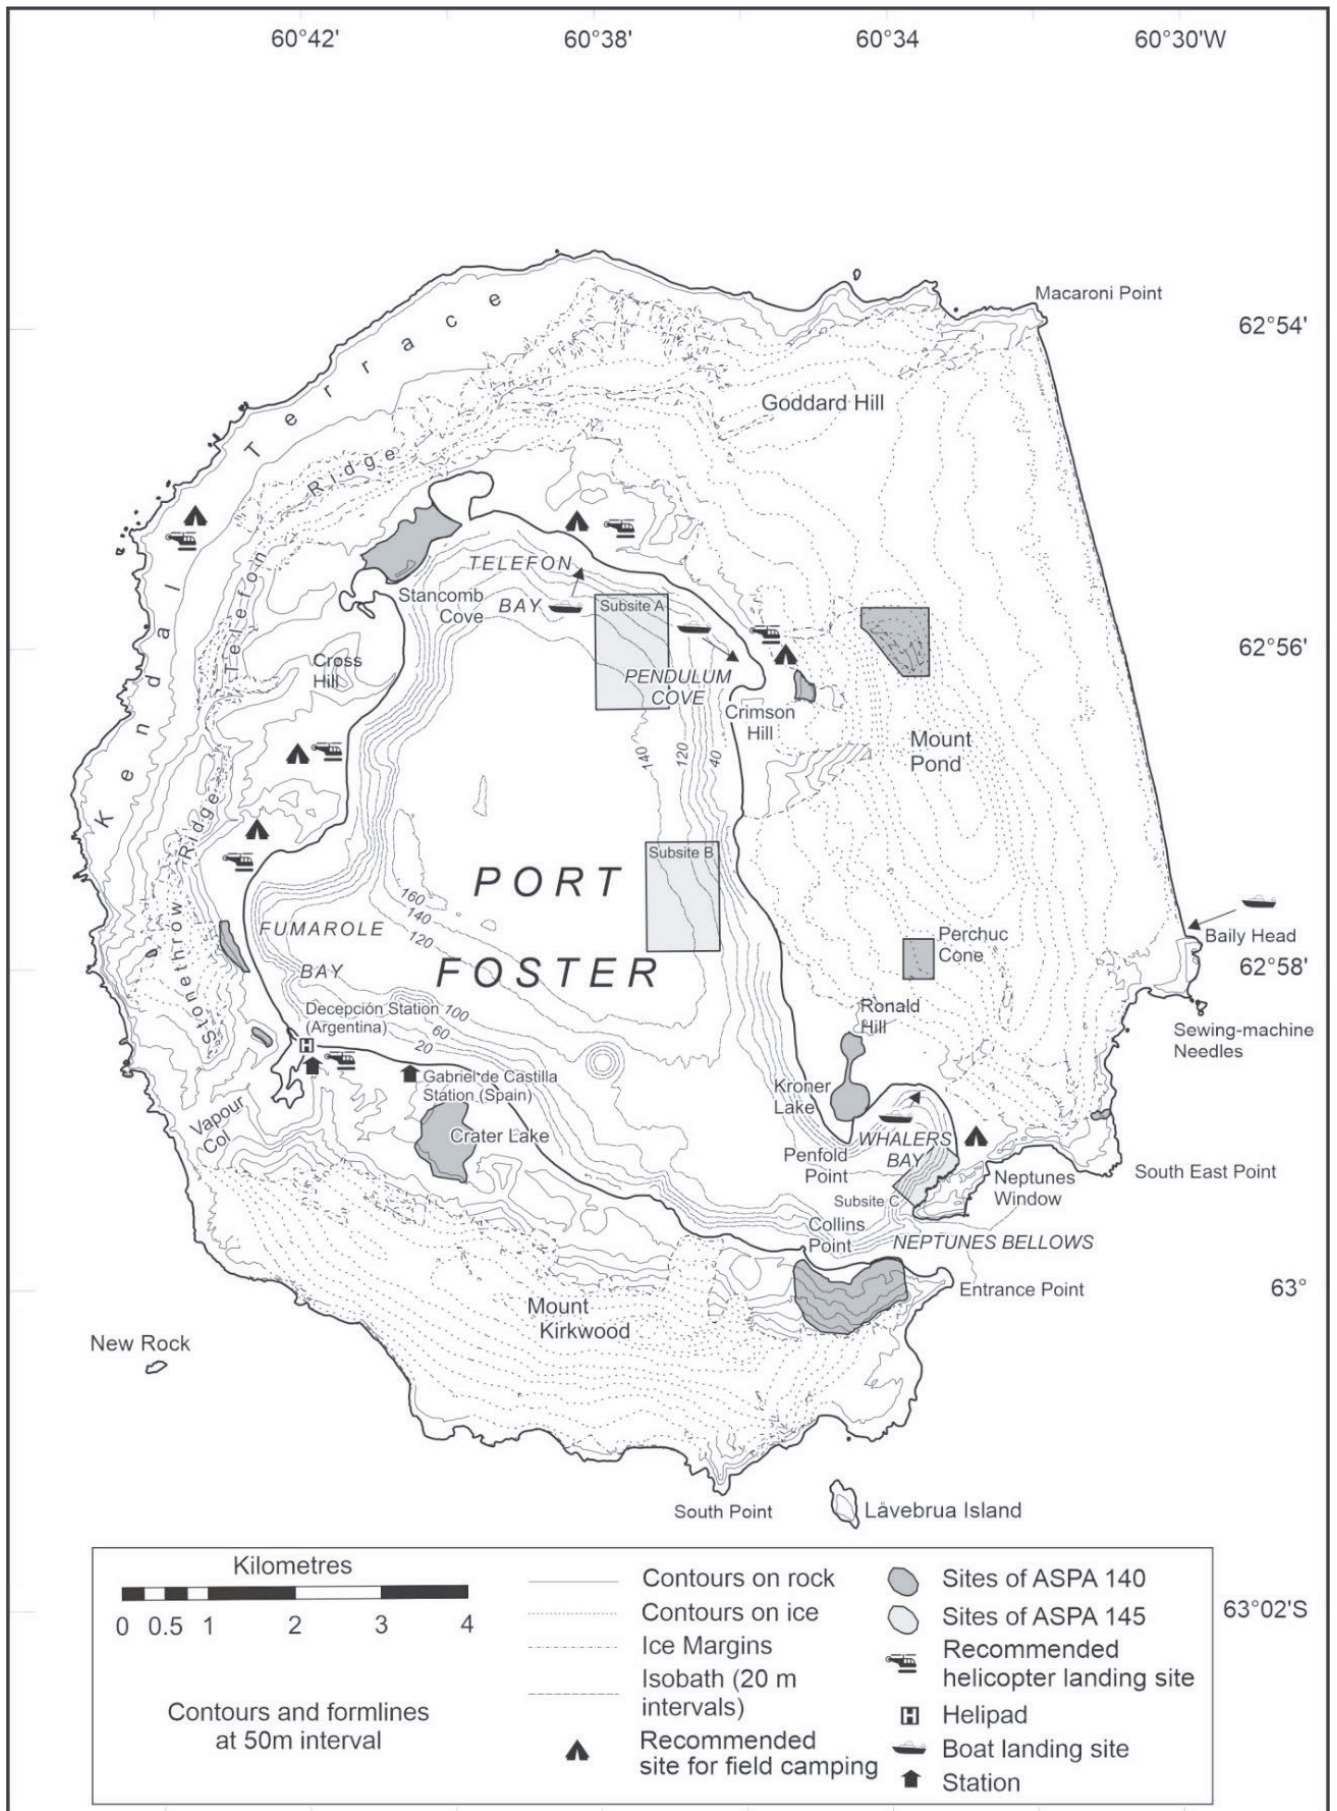 60°42'
60°38'
60°34
60°30'W
Macaroni Point
62°54'
Kendall Terrace
Goddard Hill
Telefon Ridge
TELEFON
BAY
Stancomb
Cove
Subsite A
62°56'
Cross
Hill
PENDULUM
COVE
Crimson
Hill
140
120
40
Mount
Pond
Stonethrow Ridge
Subsite B
PORT
FOSTER
160
140
120
FUMAROLE
BAY
Perchuc
Cone
Baily Head
62°58'
Decepción Station
(Argentina)
100
60
20
Ronald
Hill
Sewing-machine
Needles
Gabriel de Castilla
Station (Spain)
Kroner
Lake
Vapour
Col
Crater Lake
WHALERS
BAY
Penfold
Point
South East Point
Neptunes
Window
Subsite C
Collins
Point
NEPTUNES BELLOWS
Entrance Point
63°
Mount
Kirkwood
New Rock
South Point
Låvebrua Island
Kilometres
0 0.5 1 2 3 4
Contours and formlines
at 50m interval
Contours on rock
Contours on ice
Ice Margins
Isobath (20 m
intervals)
Recommended
site for field camping
Sites of ASPA 140
Sites of ASPA 145
Recommended
helicopter landing site
H Helipad
Boat landing site
Station
63°02'S